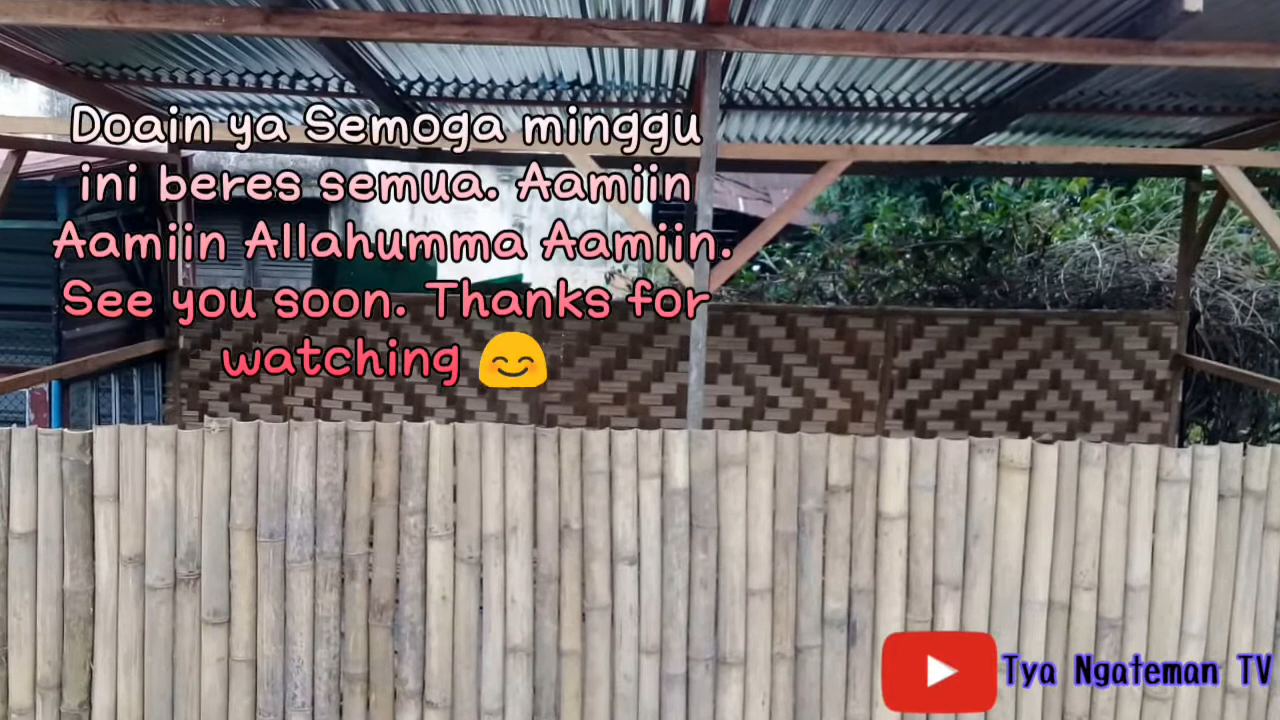 Doain ya Semoga minggu
ini beres semua. Aamiin
Aamiin Allahumma Aamiin.
See you soon. Thanks for
watching 😊
Tya Ngateman TV